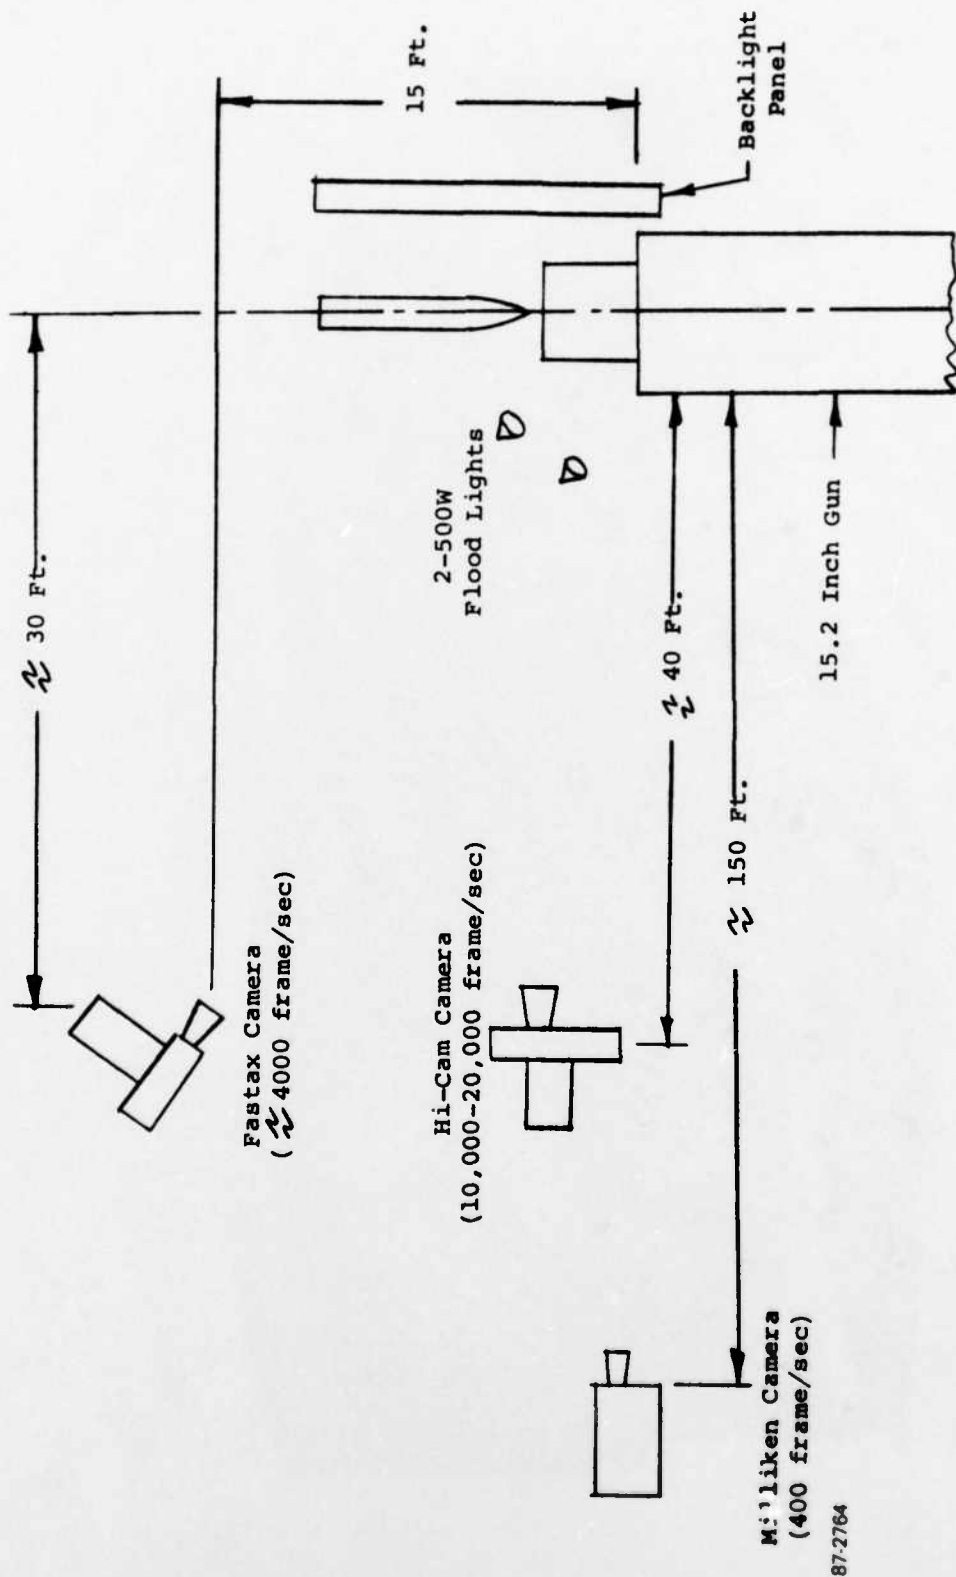 ≈ 30 Ft.
15 Ft.
Backlight
Panel
2-500W
Flood Lights
Fastax Camera
(≈ 4000 frame/sec)
Hi-Cam Camera
(10,000-20,000 frame/sec)
≈ 40 Ft.
≈ 150 Ft.
15.2 Inch Gun
Milliken Camera
(400 frame/sec)
87-2764